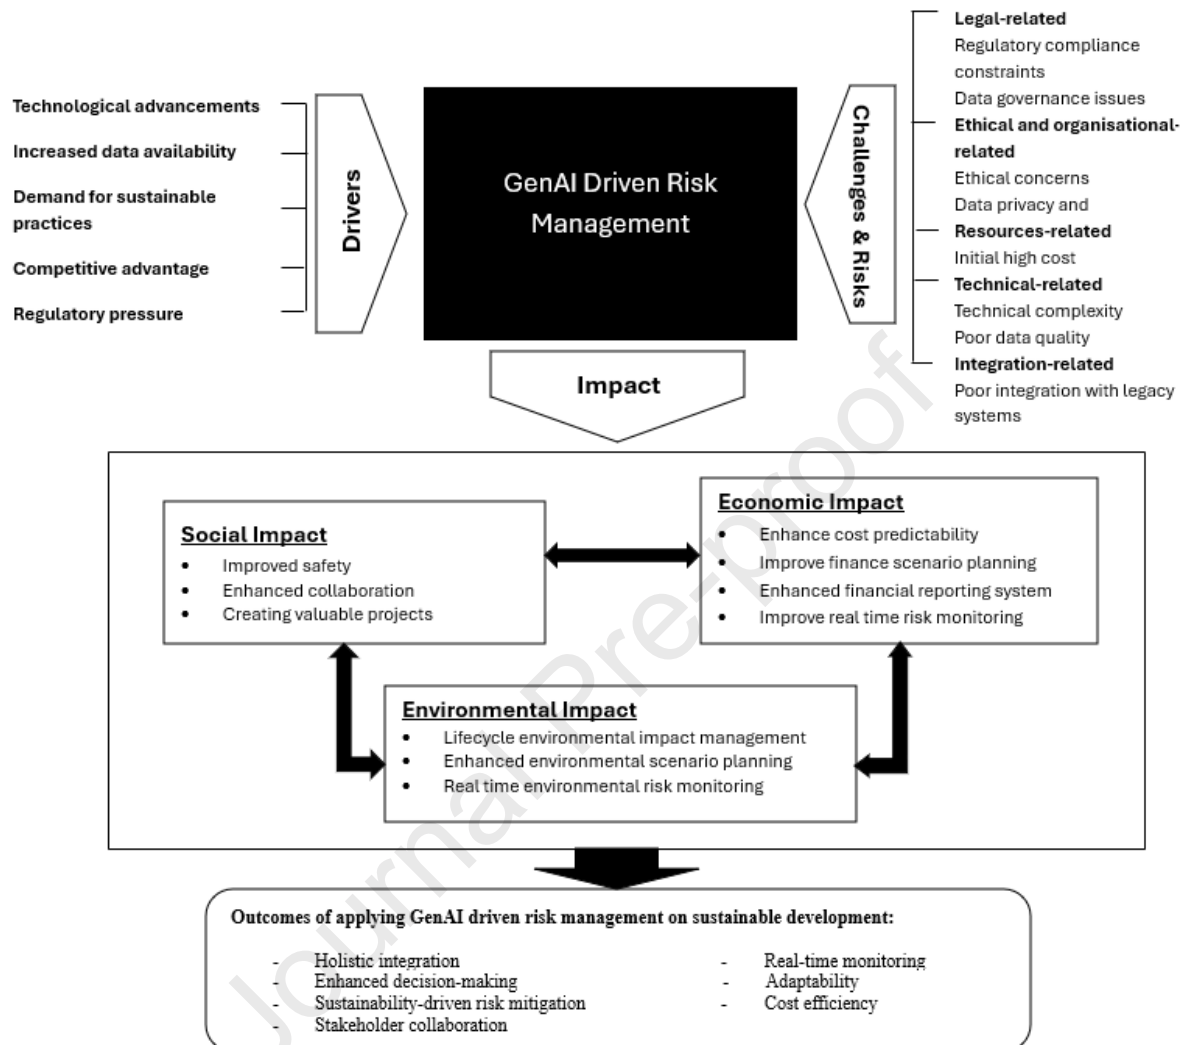 Technological advancements
Increased data availability
Demand for sustainable
practices
Competitive advantage
Regulatory pressure
Drivers
GenAI Driven Risk
Management
Challenges & Risks
Legal-related
Regulatory compliance
constraints
Data governance issues
Ethical and organisational-
related
Ethical concerns
Data privacy and
Resources-related
Initial high cost
Technical-related
Technical complexity
Poor data quality
Integration-related
Poor integration with legacy
systems
Impact
Social Impact
• Improved safety
• Enhanced collaboration
• Creating valuable projects
Economic Impact
• Enhance cost predictability
• Improve finance scenario planning
• Enhanced financial reporting system
• Improve real time risk monitoring
Environmental Impact
• Lifecycle environmental impact management
• Enhanced environmental scenario planning
• Real time environmental risk monitoring
Outcomes of applying GenAI driven risk management on sustainable development:
- Holistic integration
- Enhanced decision-making
- Sustainability-driven risk mitigation
- Stakeholder collaboration
- Real-time monitoring
- Adaptability
- Cost efficiency
Journal Pre-proof